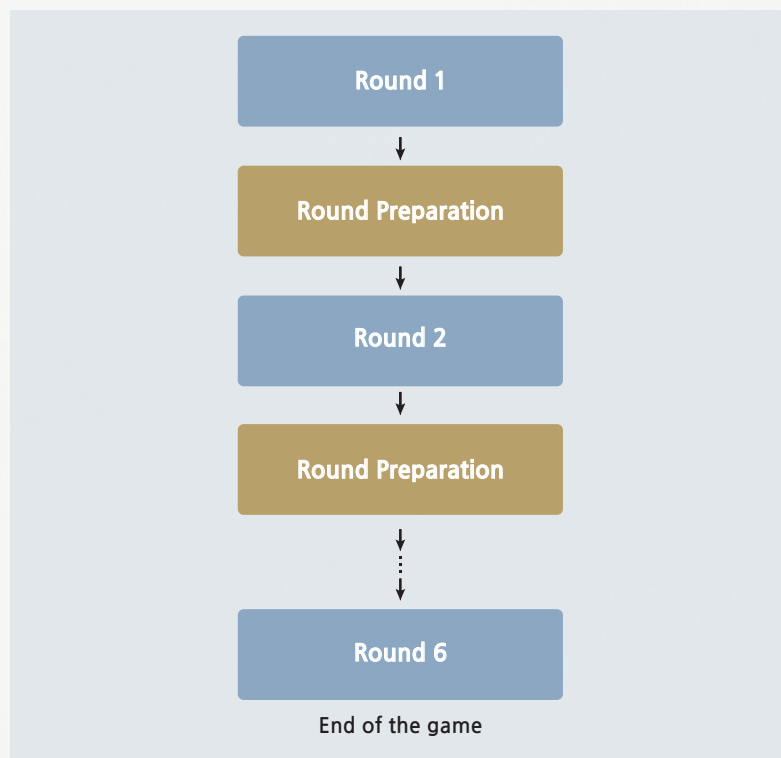 Round 1
Round Preparation
Round 2
Round Preparation
Round 6
End of the game